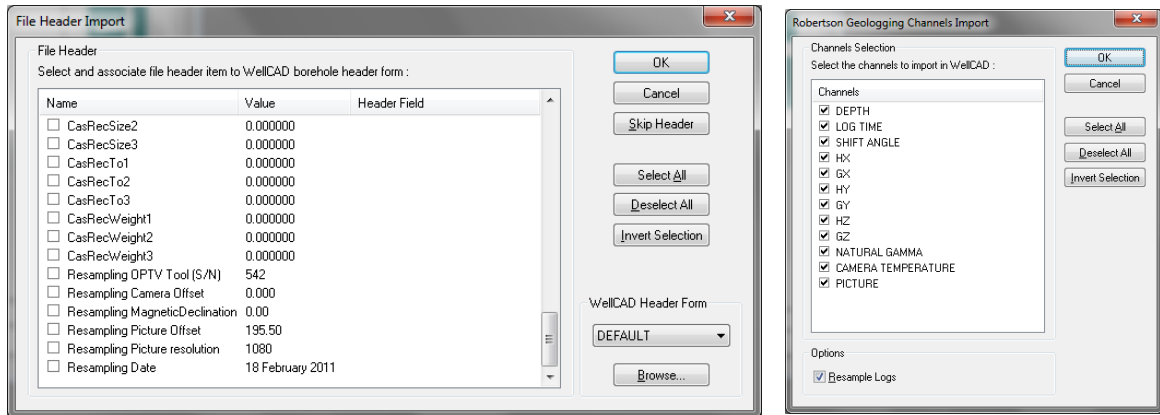 File Header Import
File Header
Select and associate file header item to WellCAD borehole header form :
Name Value Header Field
CasRecSize2 0.000000
CasRecSize3 0.000000
CasRecTo1 0.000000
CasRecTo2 0.000000
CasRecTo3 0.000000
CasRecWeight1 0.000000
CasRecWeight2 0.000000
CasRecWeight3 0.000000
Resampling OPTV Tool (S/N) 542
Resampling Camera Offset 0.000
Resampling MagneticDeclination 0.00
Resampling Picture Offset 195.50
Resampling Picture resolution 1080
Resampling Date 18 February 2011
OK
Cancel
Skip Header
Select All
Deselect All
Invert Selection
WellCAD Header Form
DEFAULT
Browse...
Robertson Geologging Channels Import
Channels Selection
Select the channels to import in WellCAD :
Channels
DEPTH
LOG TIME
SHIFT ANGLE
HX
GX
HY
GY
HZ
GZ
NATURAL GAMMA
CAMERA TEMPERATURE
PICTURE
Options
Resample Logs
OK
Cancel
Select All
Deselect All
Invert Selection